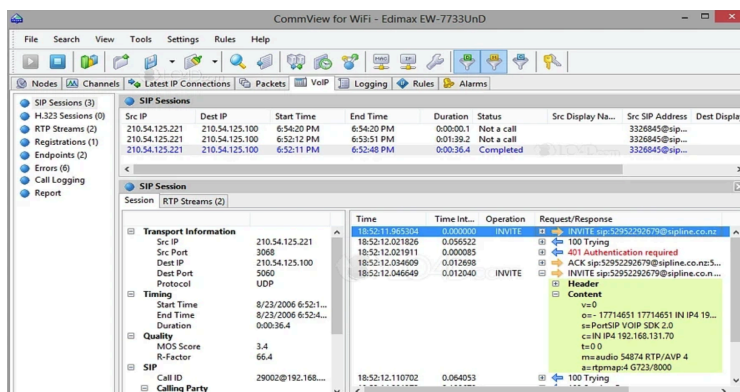 CommView for WiFi - Edimax EW-7733UnD
File Search View Tools Settings Rules Help
Nodes Channels Latest IP Connections Packets VoIP Logging Rules Alarms
SIP Sessions (3)
H.323 Sessions (0)
RTP Streams (2)
Registrations (1)
Endpoints (2)
Errors (6)
Call Logging
Report
SIP Sessions
Src IP Dest IP Start Time End Time Duration Status Src Display Na... Src SIP Address Dest Display
210.54.125.221 210.54.125.100 6:54:20 PM 6:54:20 PM 0:00:00.1 Not a call 3326845@sip...
210.54.125.221 210.54.125.100 6:52:12 PM 6:53:51 PM 0:01:39.2 Not a call 3326845@sip...
210.54.125.221 210.54.125.100 6:52:11 PM 6:52:48 PM 0:00:36.4 Completed 3326845@sip...
SIP Session
Session RTP Streams (2)
Transport Information
Src IP 210.54.125.221
Src Port 3068
Dest IP 210.54.125.100
Dest Port 5060
Protocol UDP
Timing
Start Time 8/23/2006 6:52:1...
End Time 8/23/2006 6:52:4...
Duration 0:00:36.4
Quality
MOS Score 3.4
R-Factor 66.4
SIP
Call ID 29002@192.168....
Calling Party
Time Time Int... Operation Request/Response
18:52:11.965304 0.000000 INVITE INVITE sip:52952292679@sipline.co.nz
18:52:12.021826 0.056522 100 Trying
18:52:12.021911 0.000085 401 Authentication required
18:52:12.034609 0.012698 ACK sip:52952292679@sipline.co.nz:5...
18:52:12.046649 0.012040 INVITE INVITE sip:52952292679@sipline.co.n...
Header
Content
v=0
o=- 17714651 17714651 IN IP4 19...
s=PortSIP VOIP SDK 2.0
c=IN IP4 192.168.131.70
t=0 0
m=audio 54874 RTP/AVP 4
a=rtpmap:4 G723/8000
18:52:12.110702 0.064053 100 Trying